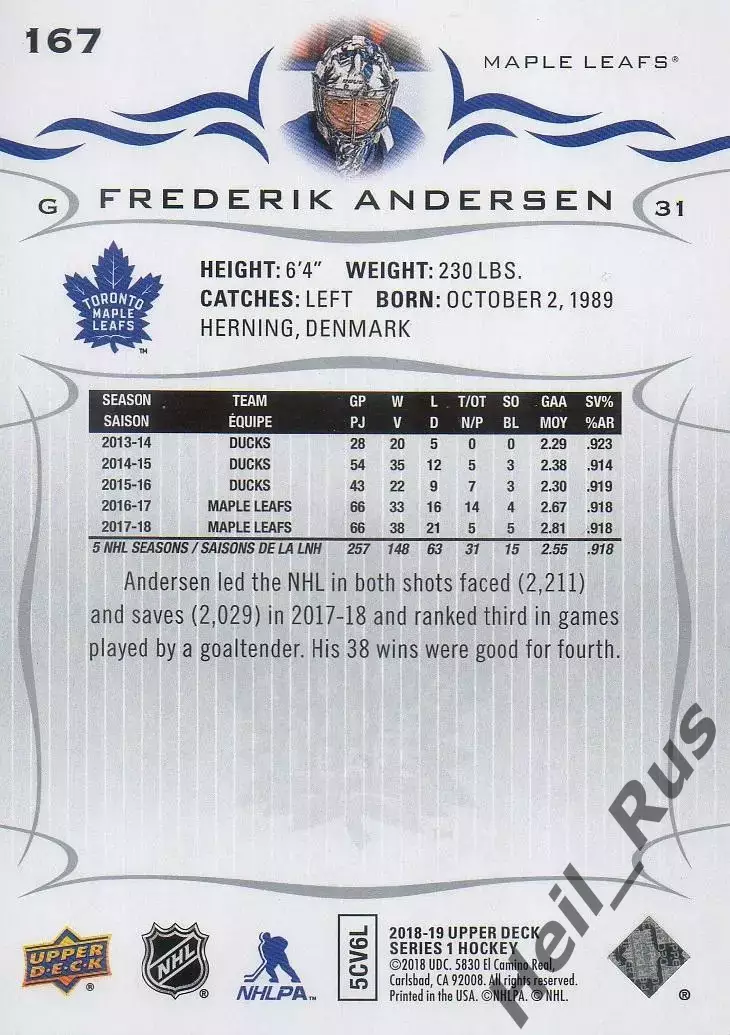 167
MAPLE LEAFS®
G FREDERIK ANDERSEN 31
TORONTO
MAPLE
LEAFS
TM
HEIGHT: 6'4" WEIGHT: 230 LBS.
CATCHES: LEFT BORN: OCTOBER 2, 1989
HERNING, DENMARK
SEASON TEAM GP W L T/OT SO GAA SV%
SAISON ÉQUIPE PJ V D N/P BL MOY %AR
2013-14 DUCKS 28 20 5 0 0 2.29 .923
2014-15 DUCKS 54 35 12 5 3 2.38 .914
2015-16 DUCKS 43 22 9 7 3 2.30 .919
2016-17 MAPLE LEAFS 66 33 16 14 4 2.67 .918
2017-18 MAPLE LEAFS 66 38 21 5 5 2.81 .918
5 NHL SEASONS / SAISONS DE LA LNH 257 148 63 31 15 2.55 .918
Andersen led the NHL in both shots faced (2,211)
and saves (2,029) in 2017-18 and ranked third in games
played by a goaltender. His 38 wins were good for fourth.
Neil_Rus
UPPER
DECK
®
NHL
®
NHLPA™
5CV6L
2018-19 UPPER DECK
SERIES 1 HOCKEY
©2018 UDC. 5830 El Camino Real,
Carlsbad, CA 92008. All rights reserved.
Printed in the USA. ©NHLPA. © NHL.
®